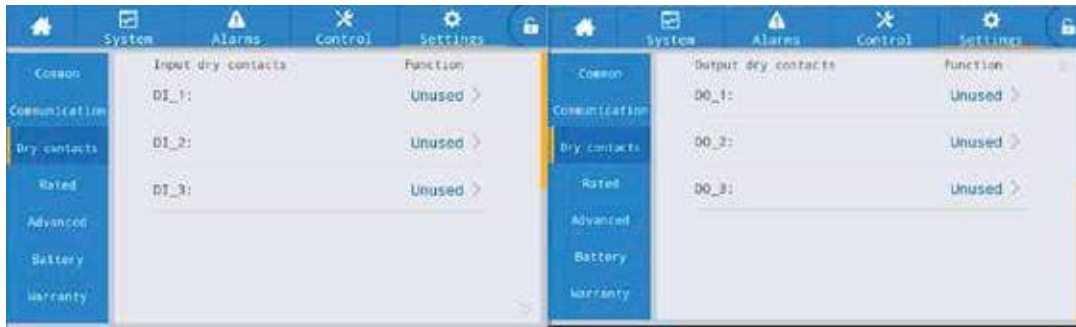 System Alarms Control Settings
Common
Communication
Dry contacts
Rated
Advanced
Battery
Warranty
Input dry contacts Function
DI_1: Unused >
DI_2: Unused >
DI_3: Unused >
System Alarms Control Settings
Common
Communication
Dry contacts
Rated
Advanced
Battery
Warranty
Output dry contacts Function
DO_1: Unused >
DO_2: Unused >
DO_3: Unused >